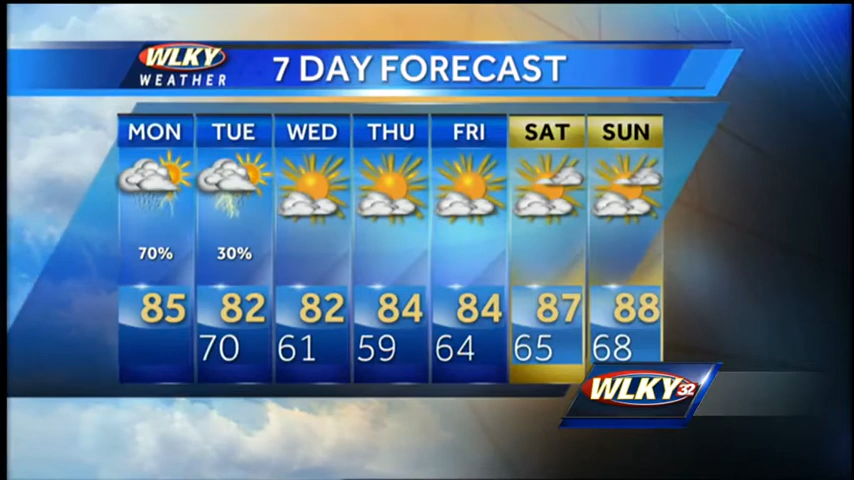 WLKY
WEATHER
7 DAY FORECAST
MON TUE WED THU FRI SAT SUN
70% 30%
85 82 82 84 84 87 88
70 61 59 64 65 68
WLKY 32